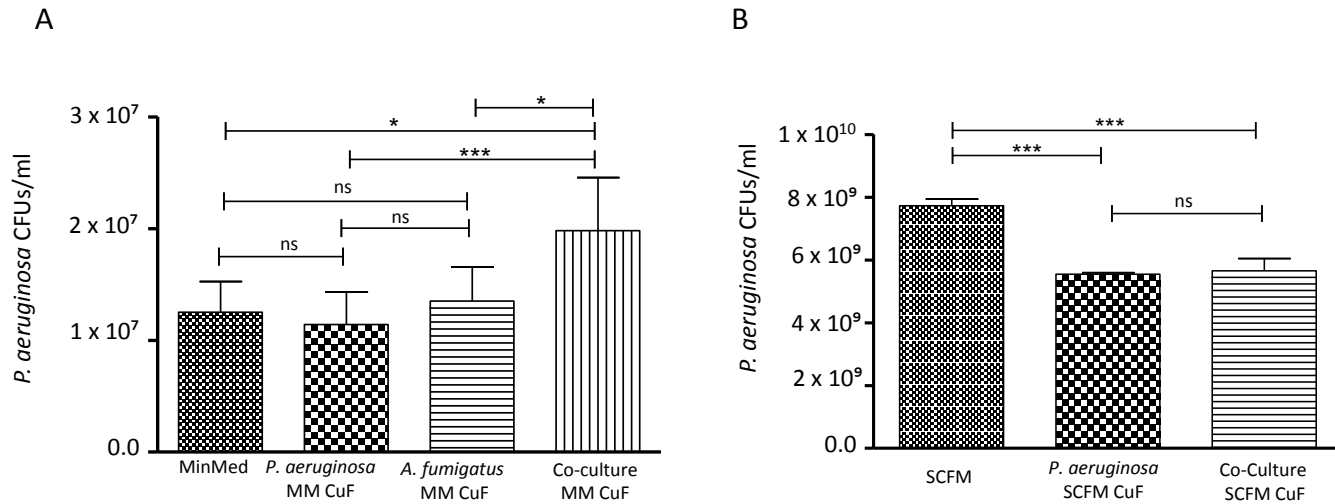 A
P. aeruginosa CFUs/ml
3 x 10⁷
2 x 10⁷
1 x 10⁷
0.0
*
*
***
ns
ns
ns
MinMed
P. aeruginosa
MM CuF
A. fumigatus
MM CuF
Co-culture
MM CuF
B
P. aeruginosa CFUs/ml
1 x 10¹⁰
8 x 10⁹
6 x 10⁹
4 x 10⁹
2 x 10⁹
0.0
***
***
ns
SCFM
P. aeruginosa
SCFM CuF
Co-Culture
SCFM CuF